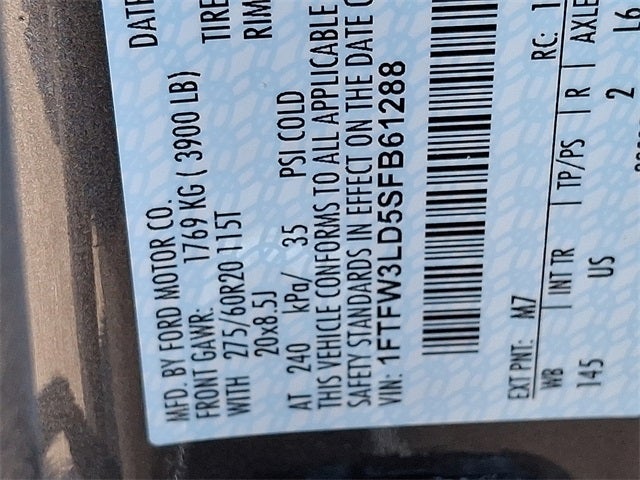 MFD. BY FORD MOTOR CO. DATE
FRONT GAWR: 1769 KG ( 3900 LB)
WITH 275/60R20 115T TIRE
20x8.5J RIM
AT 240 kPa/ 35 PSI COLD
THIS VEHICLE CONFORMS TO ALL APPLICABLE
SAFETY STANDARDS IN EFFECT ON THE DATE O
VIN: 1FTFW3LD5SFB61288
EXT PNT: M7 RC: 1
WB | INT TR | TP/PS | R | AXLE
145 US 2 L6